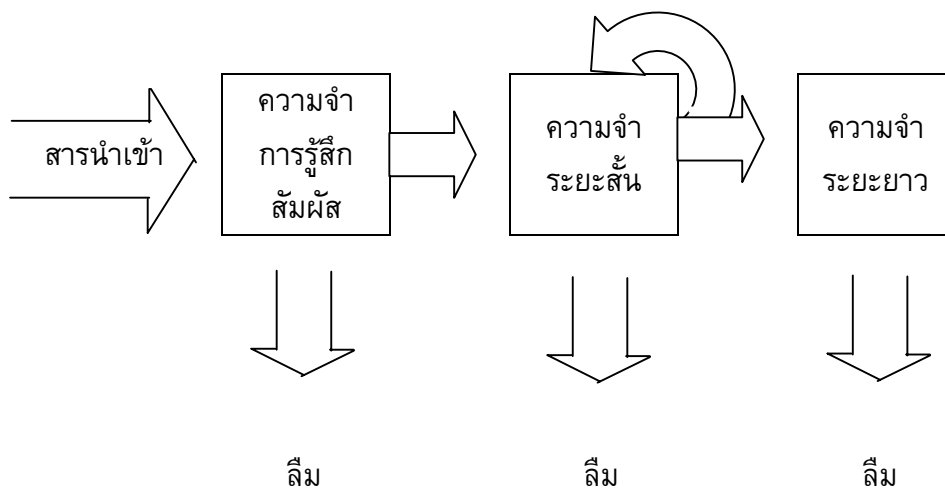 สารนำเข้า
ความจำ
การรู้สึก
สัมผัส
ความจำ
ระยะสั้น
ความจำ
ระยะยาว
ลืม
ลืม
ลืม